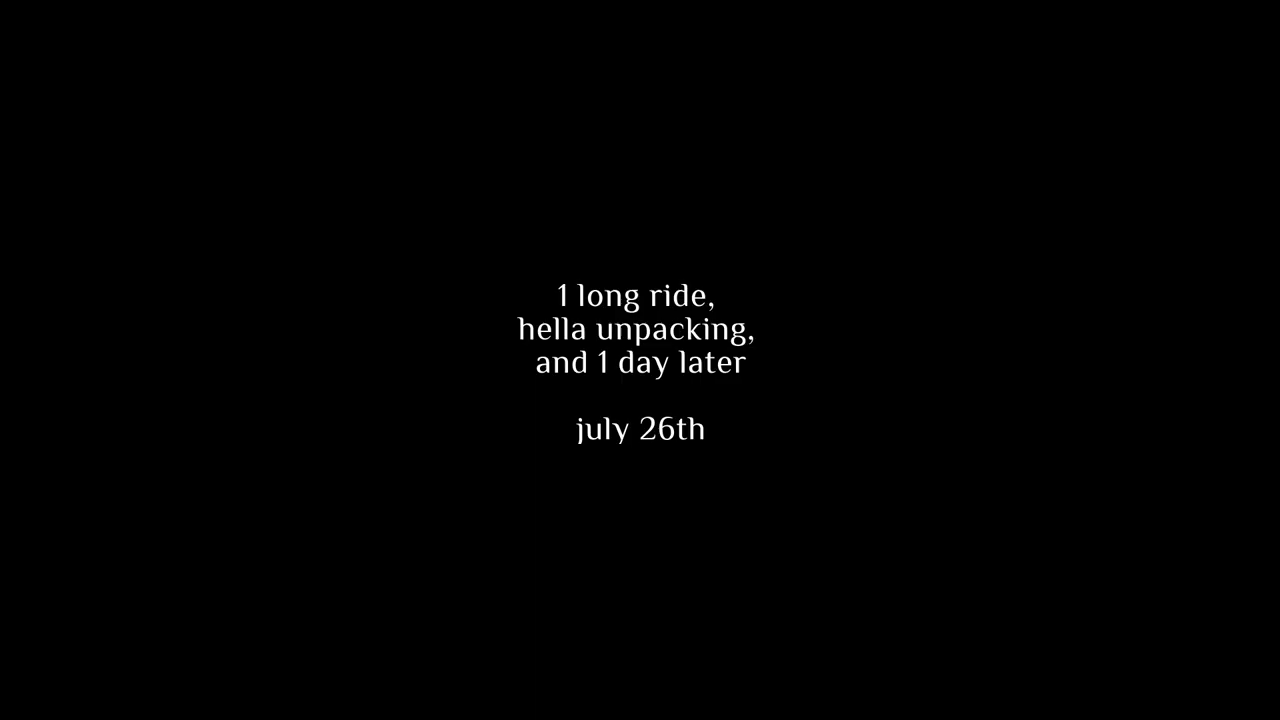 1 long ride,
hella unpacking,
and 1 day later
july 26th